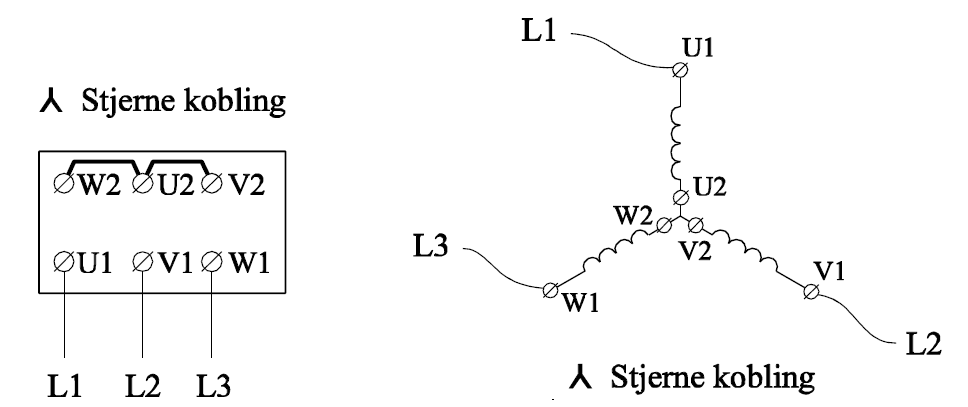 ⅄ Stjerne kobling
W2 U2 V2
U1 V1 W1
L1 L2 L3
L1
U1
U2
W2
V2
L3
W1
V1
L2
⅄ Stjerne kobling